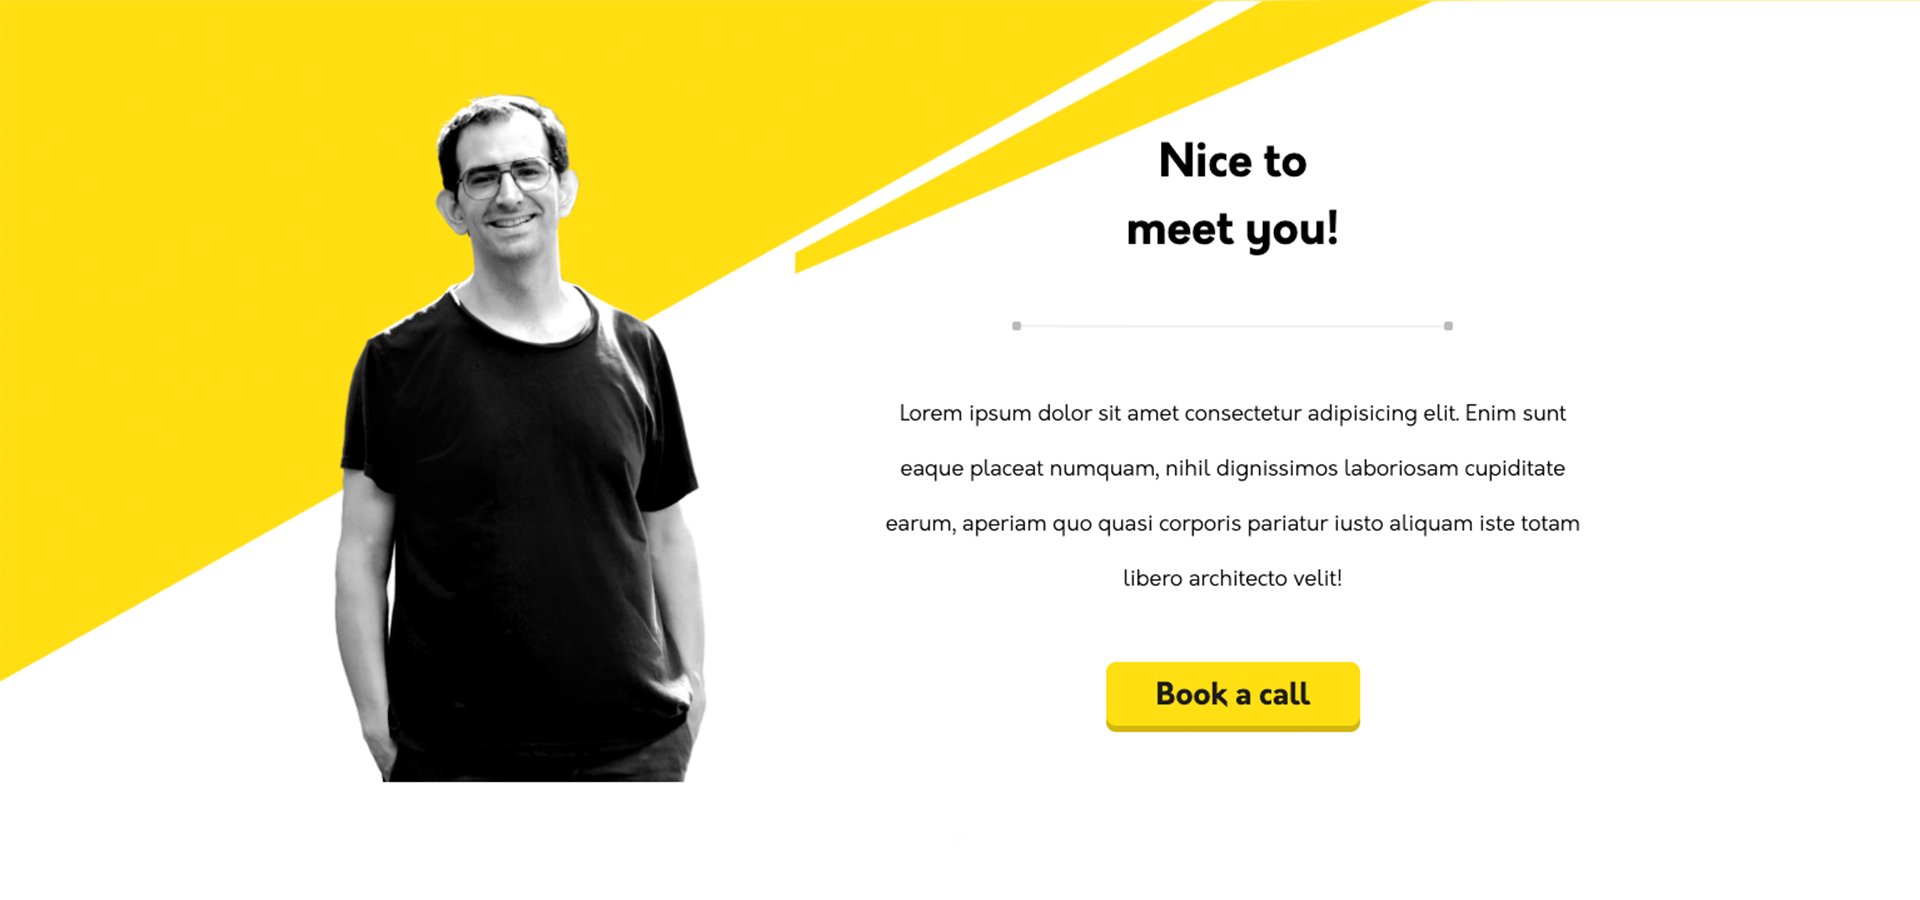 Nice to
meet you!
Lorem ipsum dolor sit amet consectetur adipisicing elit. Enim sunt
eaque placeat numquam, nihil dignissimos laboriosam cupiditate
earum, aperiam quo quasi corporis pariatur iusto aliquam iste totam
libero architecto velit!
Book a call